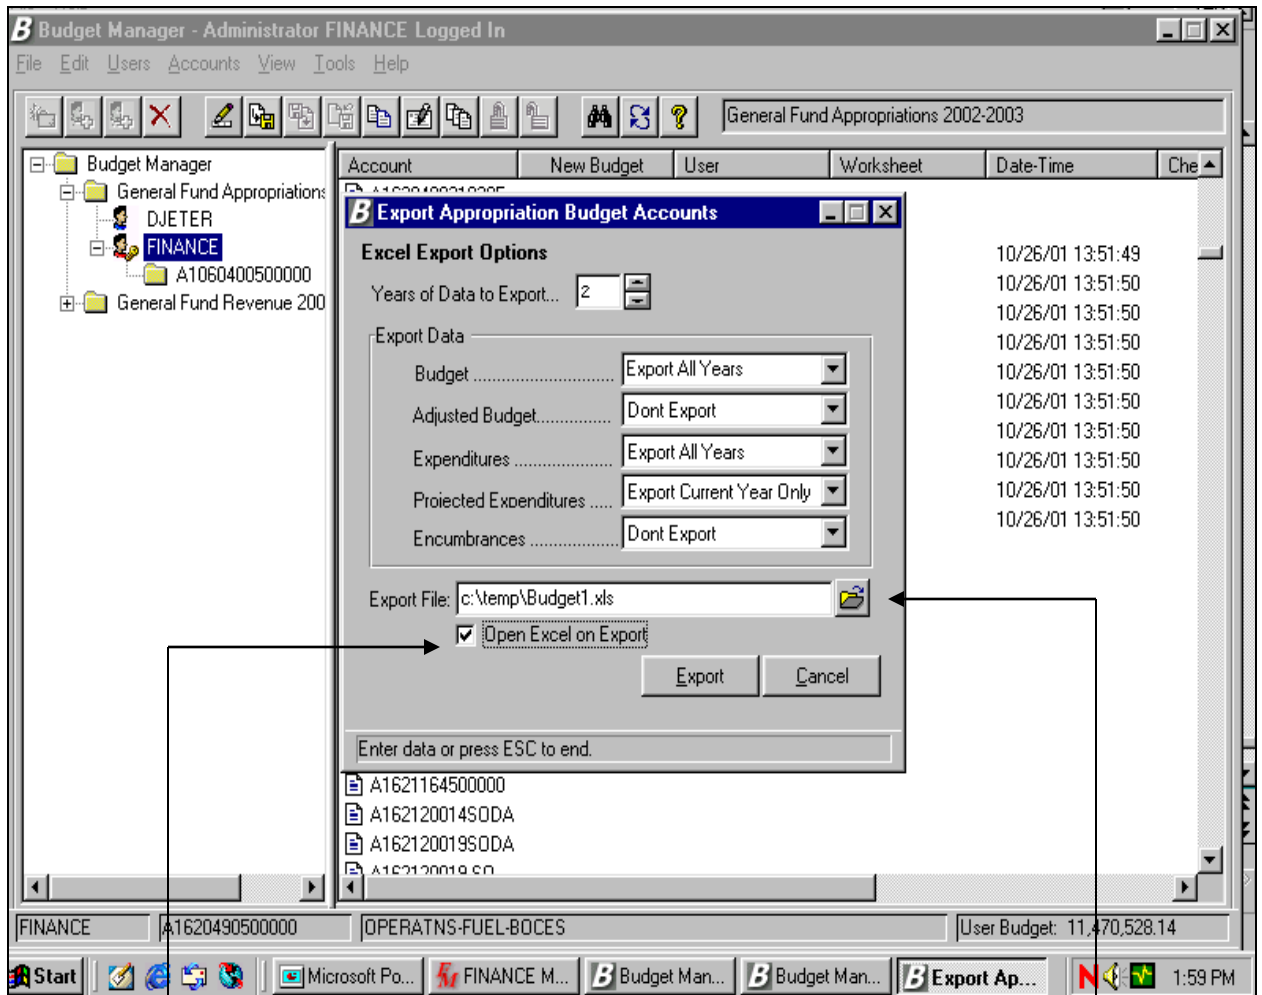 Budget Manager - Administrator FINANCE Logged In
File Edit Users Accounts View Tools Help
General Fund Appropriations 2002-2003
Budget Manager
General Fund Appropriations
DJETER
FINANCE
A1060400500000
General Fund Revenue 200
Account New Budget User Worksheet Date-Time Che
10/26/01 13:51:49
10/26/01 13:51:50
10/26/01 13:51:50
10/26/01 13:51:50
10/26/01 13:51:50
10/26/01 13:51:50
10/26/01 13:51:50
10/26/01 13:51:50
10/26/01 13:51:50
10/26/01 13:51:50
Export Appropriation Budget Accounts
Excel Export Options
Years of Data to Export... 2
Export Data
Budget ............................ Export All Years
Adjusted Budget............... Dont Export
Expenditures .................... Export All Years
Projected Expenditures ..... Export Current Year Only
Encumbrances .................. Dont Export
Export File: c:\temp\Budget1.xls
Open Excel on Export
Export Cancel
Enter data or press ESC to end.
A1621164500000
A162120014SODA
A162120019SODA
FINANCE A1620490500000 OPERATNS-FUEL-BOCES User Budget: 11,470,528.14
Start Microsoft Po... FINANCE M... Budget Man... Budget Man... Export Ap... 1:59 PM